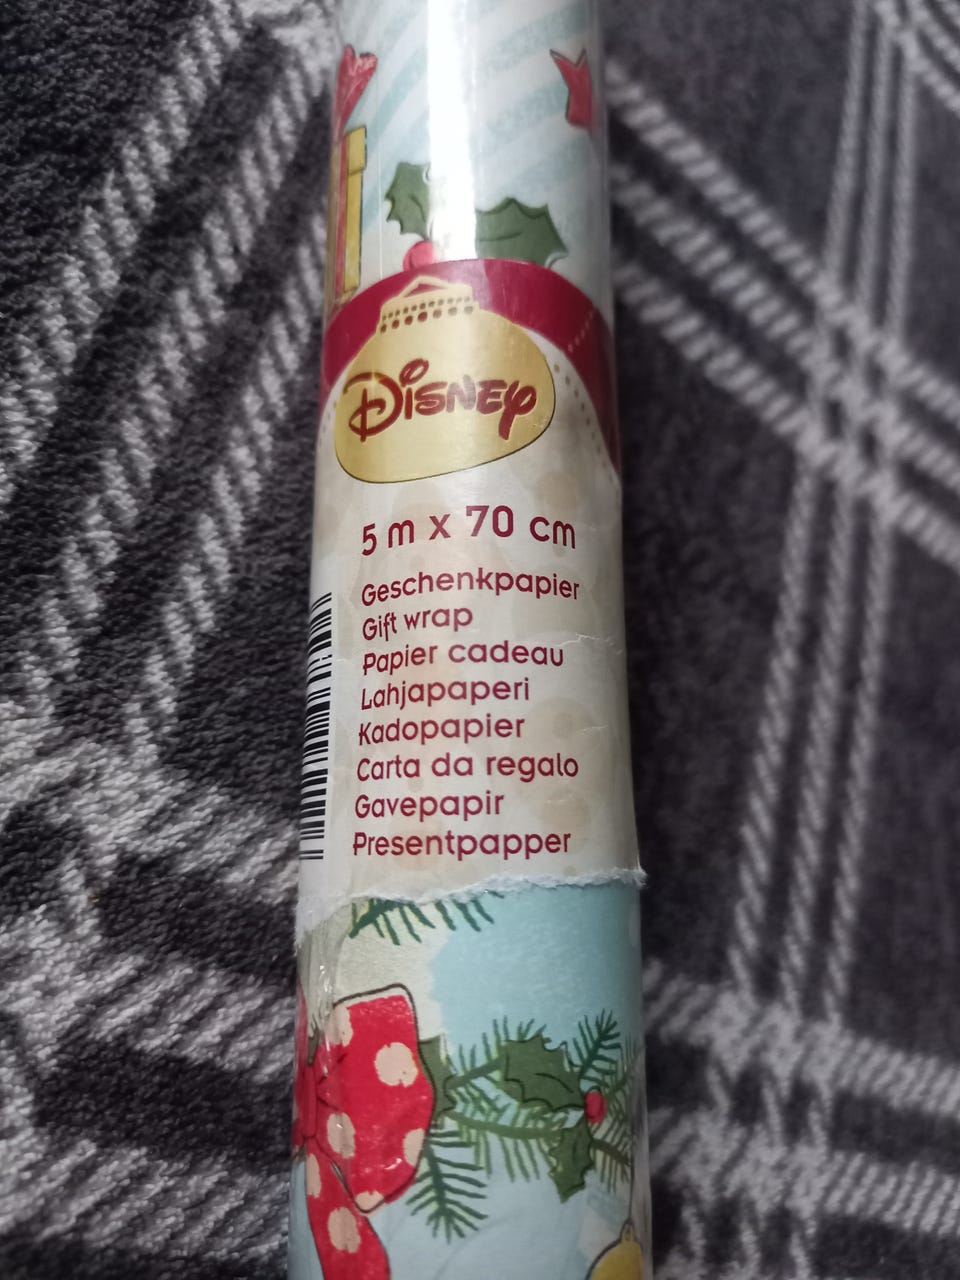 Disney
5 m x 70 cm
Geschenkpapier
Gift wrap
Papier cadeau
Lahjapaperi
Kadopapier
Carta da regalo
Gavepapir
Presentpapper